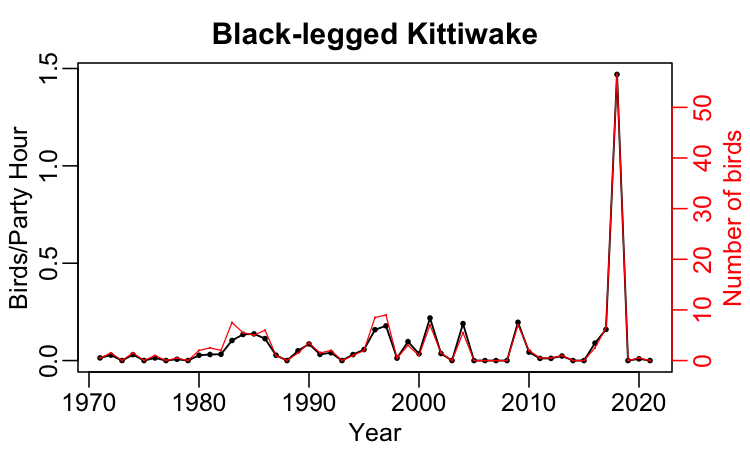 Black-legged Kittiwake
Birds/Party Hour
0.0 0.5 1.0 1.5
1970 1980 1990 2000 2010 2020
Year
0 10 20 30 40 50
Number of birds